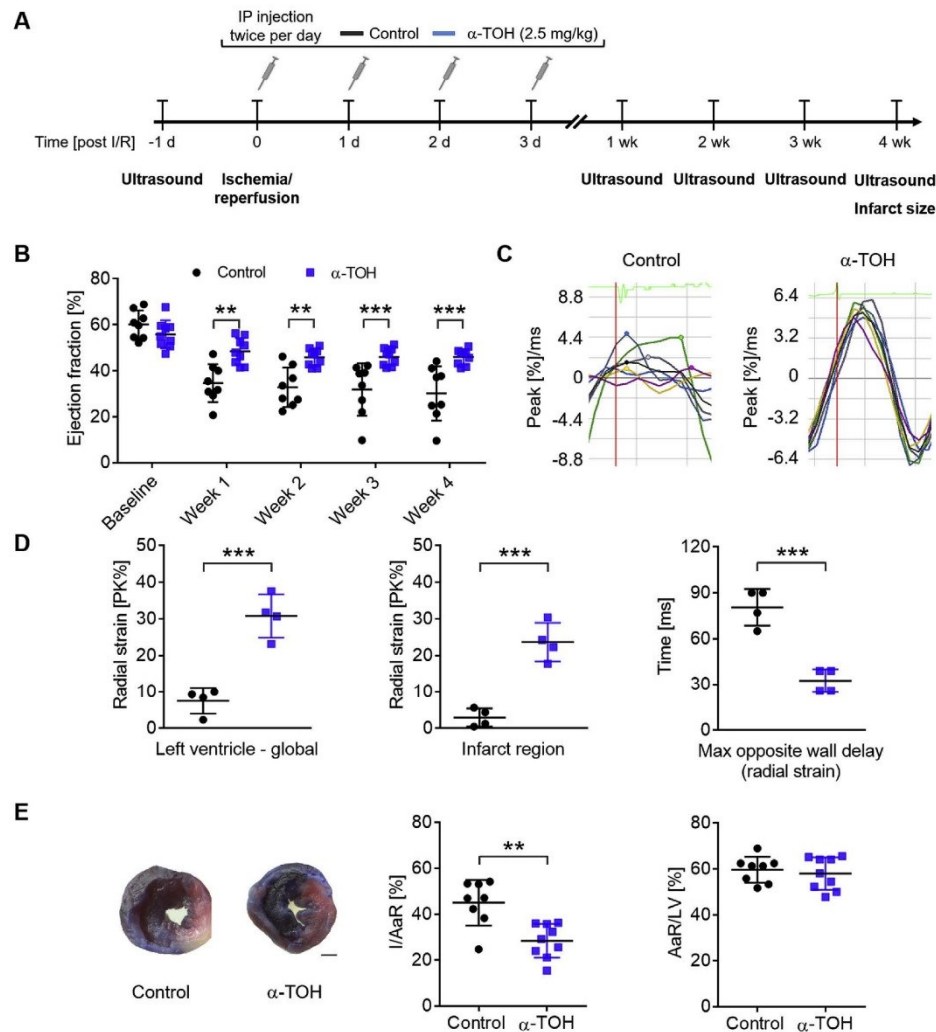 A
IP injection
twice per day
Control
α-TOH (2.5 mg/kg)
Time [post I/R]
-1 d
0
1 d
2 d
3 d
1 wk
2 wk
3 wk
4 wk
Ultrasound
Ischemia/
reperfusion
Ultrasound
Ultrasound
Ultrasound
Ultrasound
Infarct size
B
Control
α-TOH
Ejection fraction [%]
80
60
40
20
0
**
**
***
***
Baseline
Week 1
Week 2
Week 3
Week 4
C
Control
Peak [%]/ms
8.8
4.4
0
-4.4
-8.8
α-TOH
Peak [%]/ms
6.4
3.2
0
-3.2
-6.4
D
Radial strain [PK%]
50
40
30
20
10
0
***
Left ventricle - global
Radial strain [PK%]
50
40
30
20
10
0
***
Infarct region
Time [ms]
120
90
60
30
0
***
Max opposite wall delay
(radial strain)
E
Control
α-TOH
I/AaR [%]
80
60
40
20
0
**
Control
α-TOH
AaR/LV [%]
80
60
40
20
0
Control
α-TOH